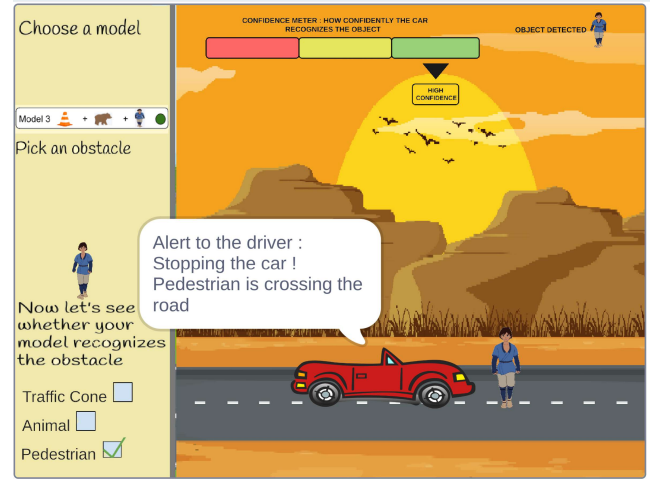 Choose a model
Model 3 + +
Pick an obstacle
Now let's see
whether your
model recognizes
the obstacle
Traffic Cone
Animal
Pedestrian
CONFIDENCE METER : HOW CONFIDENTLY THE CAR
RECOGNIZES THE OBJECT
OBJECT DETECTED
HIGH
CONFIDENCE
Alert to the driver :
Stopping the car !
Pedestrian is crossing the
road